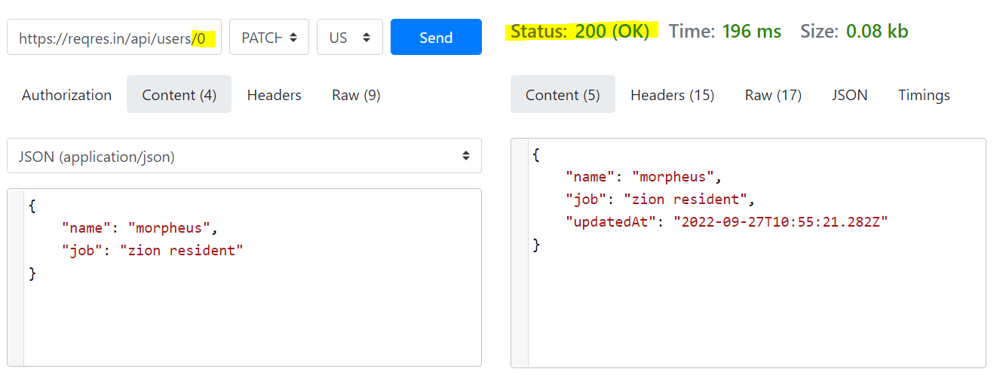 https://reqres.in/api/users/0 PATCH US Send Status: 200 (OK) Time: 196 ms Size: 0.08 kb
Authorization Content (4) Headers Raw (9) Content (5) Headers (15) Raw (17) JSON Timings
JSON (application/json)
{
"name": "morpheus",
"job": "zion resident"
}
{
"name": "morpheus",
"job": "zion resident",
"updatedAt": "2022-09-27T10:55:21.282Z"
}